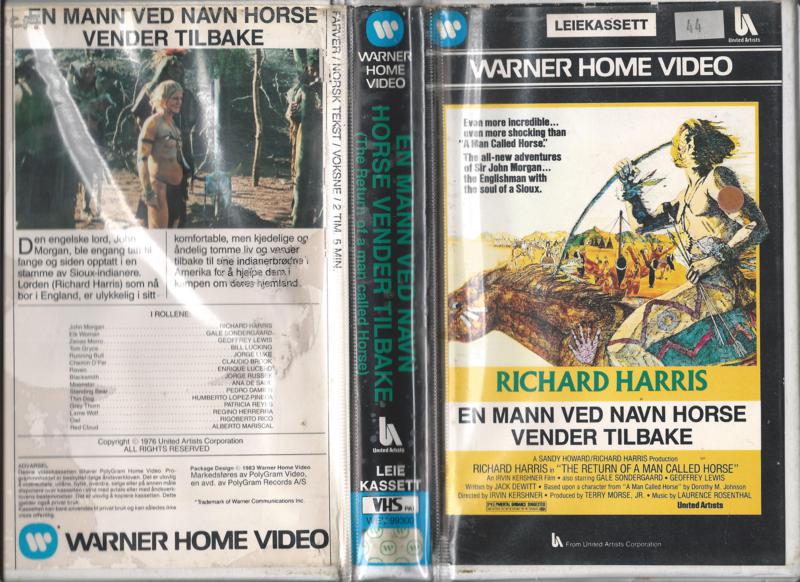 EN MANN VED NAVN HORSE
VENDER TILBAKE
Den engelske lord, John
Morgan, ble engang tatt til
fange og siden opptatt i en
stamme av Sioux-indianere.
Lorden (Richard Harris) som nå
bor i England, er ulykkelig i sitt
komfortable, men kjedelige og
åndelig tomme liv og vender
tilbake til sine indianerbrødre i
Amerika for å hjelpe dem i
kampen om deres hjemland.
I ROLLENE:
John Morgan RICHARD HARRIS
Elk Woman GALE SONDERGAARD
Zenas Morro GEOFFREY LEWIS
Tom Gryce BILL LUCKING
Running Bull JORGE LUKE
Chemin D'Fer CLAUDIO BROOK
Raven ENRIQUE LUCERO
Blacksmith JORGE RUSSEK
Moonstar ANA DE SADE
Standing Bear PEDRO DAMIEN
Thin Dog HUMBERTO LOPEZ-PINEDA
Grey Thorn PATRICIA REYES
Lame Wolf REGINO HERRERRA
Owl RIGOBERTO RICO
Red Cloud ALBERTO MARISCAL
Copyright © 1976 United Artists Corporation
ALL RIGHTS RESERVED
ADVARSEL
Package Design © 1983 Warner Home Video.
Markedsføres av PolyGram Video,
en avd. av PolyGram Records A/S
*Trademark of Warner Communications Inc.
WARNER HOME VIDEO
FARVER / NORSK TEKST / VOKSNE / 2 TIM. 5 MIN.
WARNER
HOME
VIDEO
EN MANN VED NAVN
HORSE VENDER TILBAKE
(The Return of a man called Horse)
United Artists
LEIE
KASSETT
VHS PAL
LEIEKASSETT
44
United Artists
WARNER HOME VIDEO
Even more incredible...
even more shocking than
"A Man Called Horse."
The all-new adventures
of Sir John Morgan...
the Englishman with
the soul of a Sioux.
RICHARD HARRIS
EN MANN VED NAVN HORSE
VENDER TILBAKE
A SANDY HOWARD/RICHARD HARRIS Production
RICHARD HARRIS in "THE RETURN OF A MAN CALLED HORSE"
An IRVIN KERSHNER Film • also starring GALE SONDERGAARD • GEOFFREY LEWIS
Written by JACK DEWITT • Based upon a character from "A Man Called Horse" by Dorothy M. Johnson
Directed by IRVIN KERSHNER • Produced by TERRY MORSE, JR. • Music by LAURENCE ROSENTHAL
United Artists
From United Artists Corporation